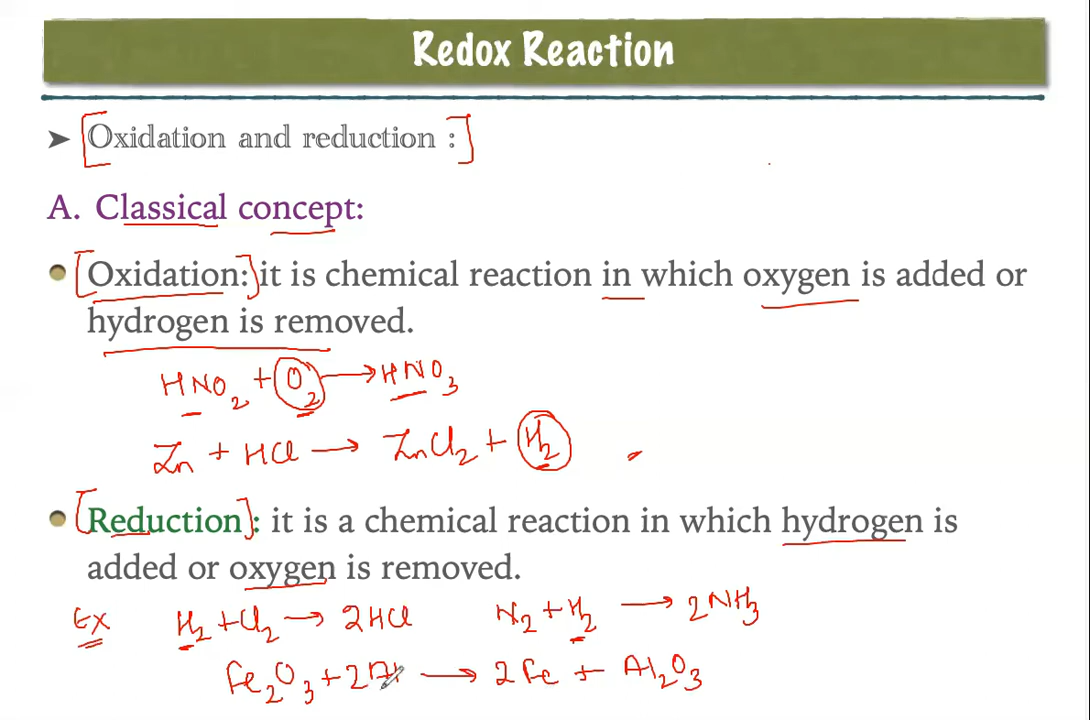 Redox Reaction
➤ [Oxidation and reduction :]
A. Classical concept:
• [Oxidation:] it is chemical reaction in which oxygen is added or
hydrogen is removed.
HNO₂ + O₂ → HNO₃
Zn + HCl → ZnCl₂ + H₂
• [Reduction]: it is a chemical reaction in which hydrogen is
added or oxygen is removed.
Ex H₂ + Cl₂ → 2HCl N₂ + H₂ → 2NH₃
Fe₂O₃ + 2Al → 2Fe + Al₂O₃